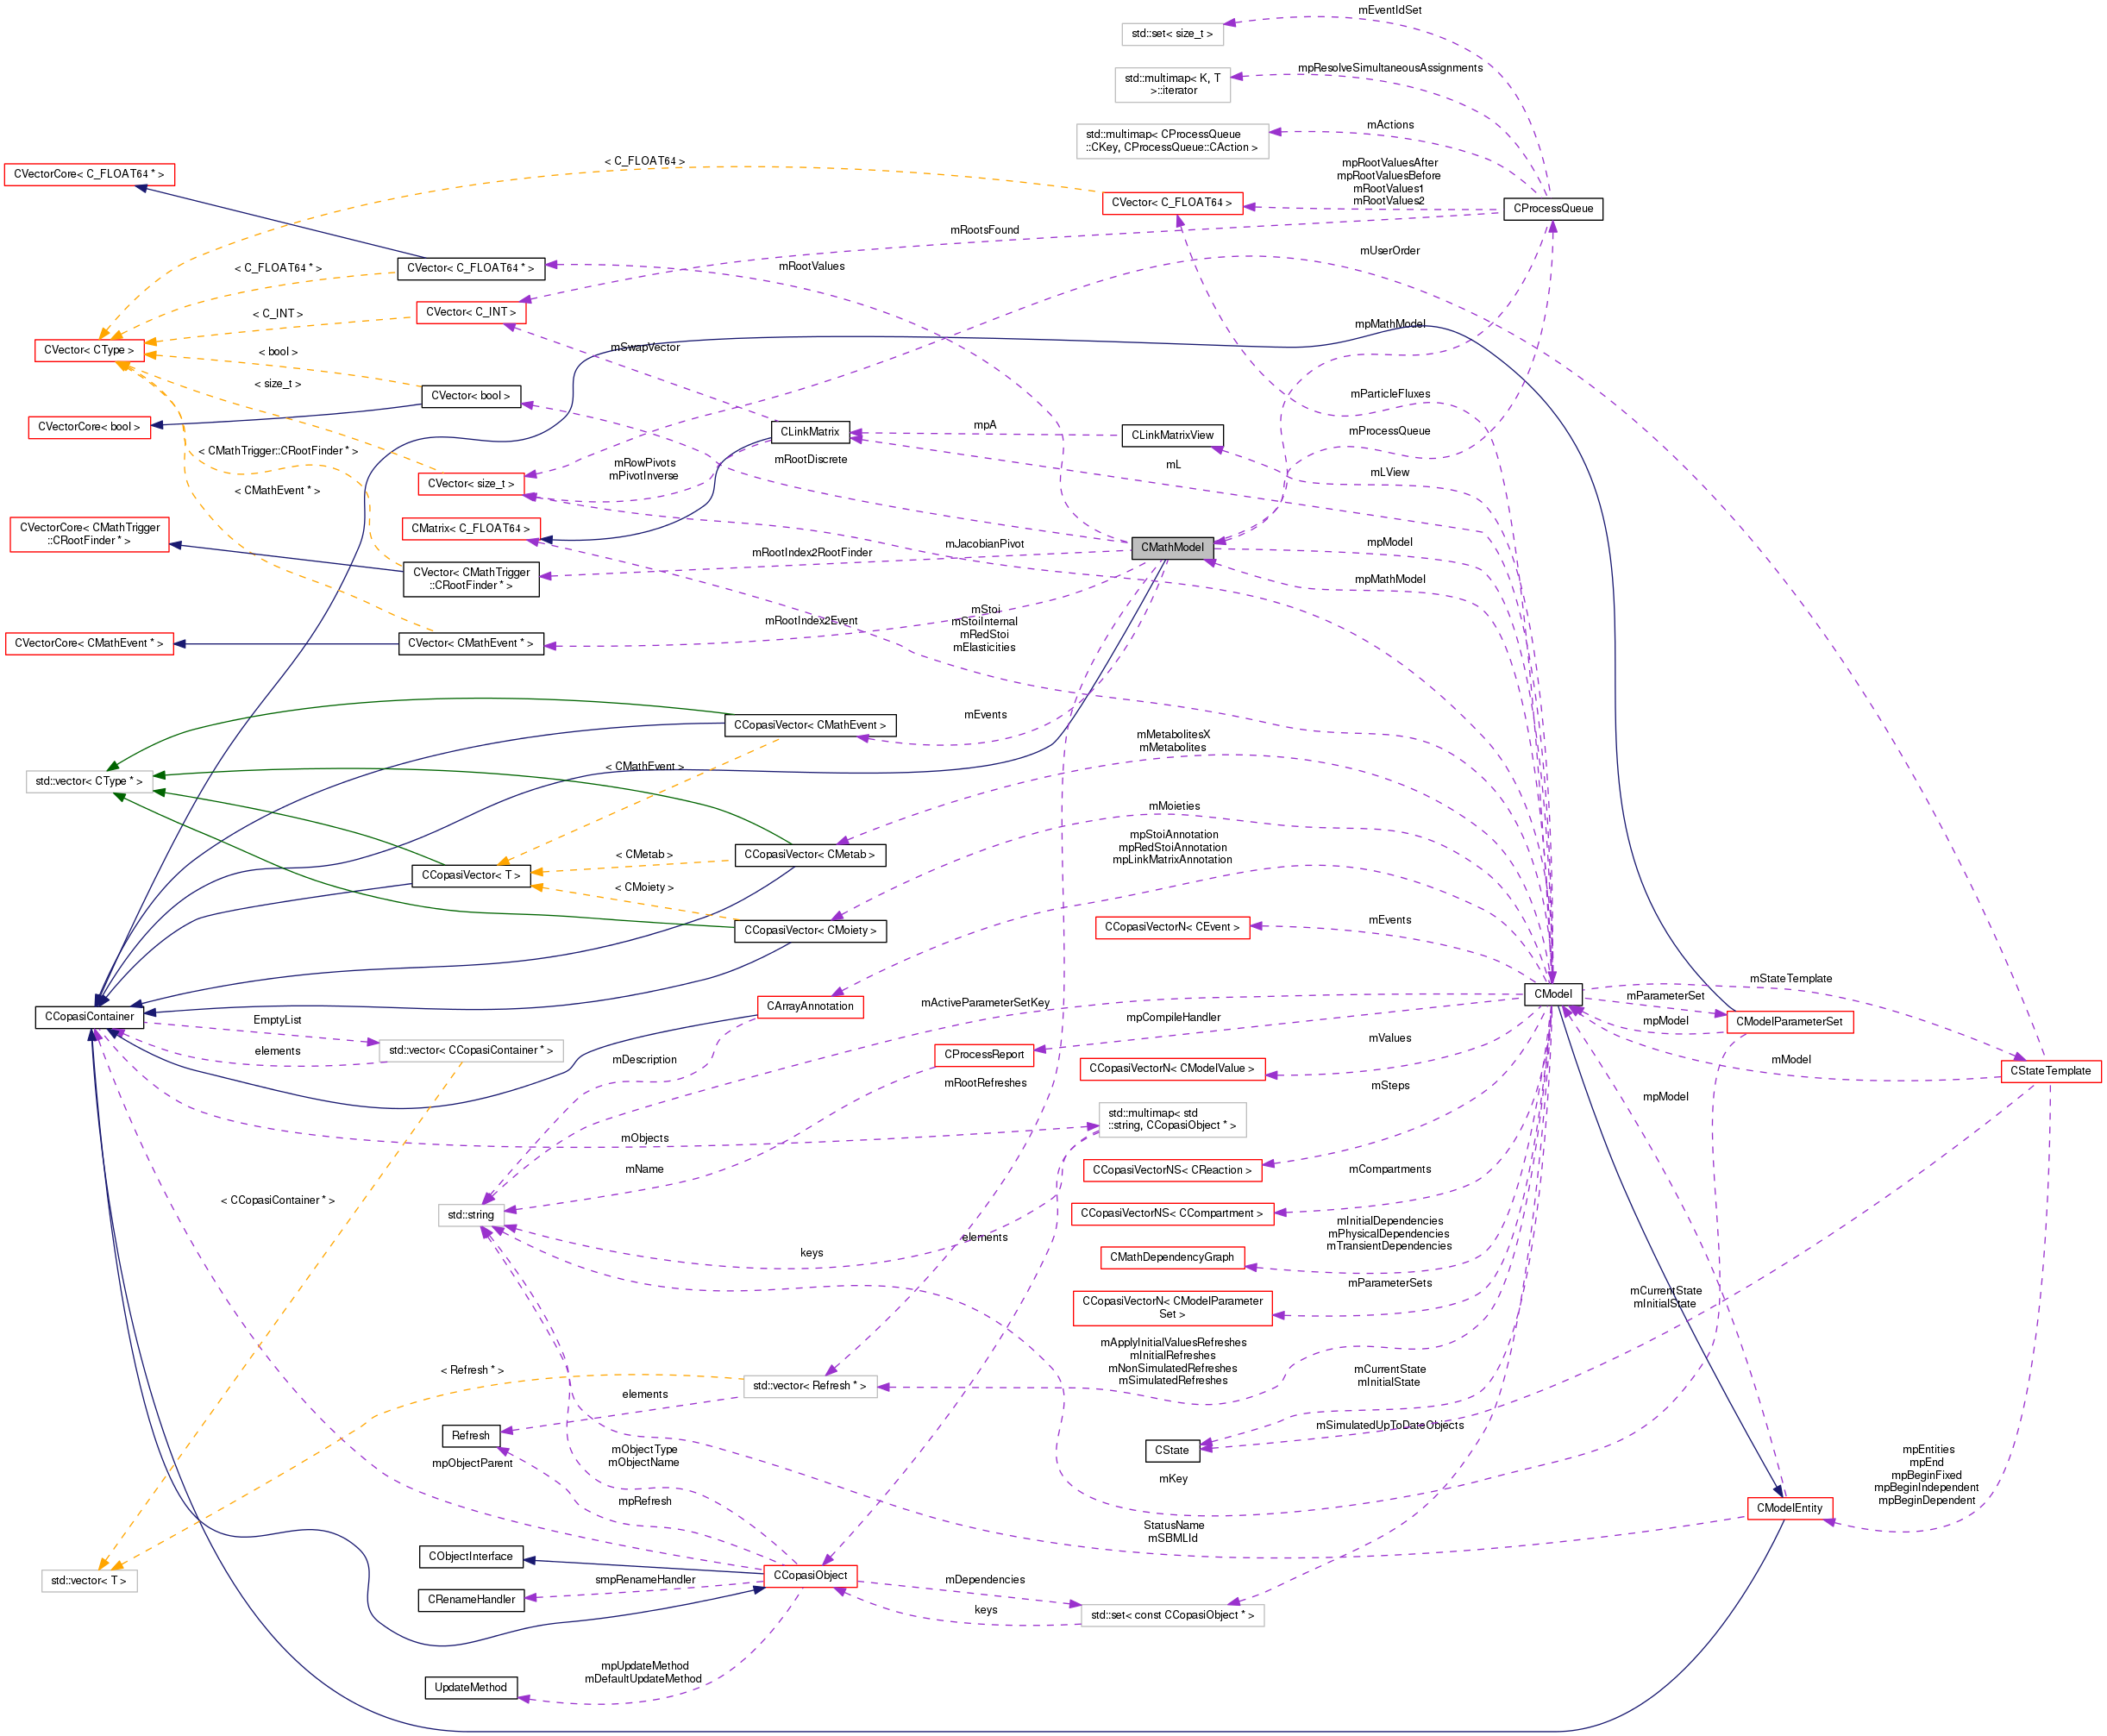 mEventIdSet
std::set< size_t >
mpResolveSimultaneousAssignments
std::multimap< K, T
>::iterator
mActions
std::multimap< CProcessQueue
::CKey, CProcessQueue::CAction >
< C_FLOAT64 >
mpRootValuesAfter
mpRootValuesBefore
mRootValues1
mRootValues2
CVectorCore< C_FLOAT64 * >
CVector< C_FLOAT64 >
CProcessQueue
mRootsFound
mUserOrder
CVector< C_FLOAT64 * >
< C_FLOAT64 * >
mRootValues
< C_INT >
CVector< C_INT >
mpMathModel
mSwapVector
CVector< CType >
< bool >
< size_t >
CVector< bool >
mParticleFluxes
CVectorCore< bool >
CLinkMatrix
mpA
CLinkMatrixView
mProcessQueue
< CMathTrigger::CRootFinder * >
mRowPivots
mPivotInverse
mRootDiscrete
mL
mLView
CVector< size_t >
< CMathEvent * >
CVectorCore< CMathTrigger
::CRootFinder * >
CMatrix< C_FLOAT64 >
mJacobianPivot
CMathModel
mpModel
mRootIndex2RootFinder
CVector< CMathTrigger
::CRootFinder * >
mpMathModel
mStoi
mStoiInternal
mRedStoi
mElasticities
mRootIndex2Event
CVectorCore< CMathEvent * >
CVector< CMathEvent * >
CCopasiVector< CMathEvent >
mEvents
mMetabolitesX
mMetabolites
std::vector< CType * >
< CMathEvent >
mMoieties
< CMetab >
CCopasiVector< CMetab >
mpStoiAnnotation
mpRedStoiAnnotation
mpLinkMatrixAnnotation
CCopasiVector< T >
< CMoiety >
CCopasiVector< CMoiety >
CCopasiVectorN< CEvent >
mEvents
CModel
mStateTemplate
mParameterSet
CCopasiContainer
EmptyList
CArrayAnnotation
mActiveParameterSetKey
mpCompileHandler
CModelParameterSet
mpModel
elements
std::vector< CCopasiContainer * >
mDescription
CProcessReport
mValues
CCopasiVectorN< CModelValue >
mModel
CStateTemplate
mRootRefreshes
mSteps
mpModel
std::multimap< std
::string, CCopasiObject * >
mObjects
mName
CCopasiVectorNS< CReaction >
mCompartments
< CCopasiContainer * >
std::string
CCopasiVectorNS< CCompartment >
mInitialDependencies
mPhysicalDependencies
mTransientDependencies
elements
keys
CMathDependencyGraph
mParameterSets
CCopasiVectorN< CModelParameter
Set >
mCurrentState
mInitialState
mApplyInitialValuesRefreshes
mInitialRefreshes
mNonSimulatedRefreshes
mSimulatedRefreshes
< Refresh * >
std::vector< Refresh * >
mCurrentState
mInitialState
elements
mSimulatedUpToDateObjects
Refresh
mObjectType
mObjectName
mpObjectParent
CState
mKey
mpEntities
mpEnd
mpBeginFixed
mpBeginIndependent
mpBeginDependent
mpRefresh
CModelEntity
StatusName
mSBMLId
CObjectInterface
std::vector< T >
smpRenameHandler
CCopasiObject
mDependencies
CRenameHandler
keys
std::set< const CCopasiObject * >
mpUpdateMethod
mDefaultUpdateMethod
UpdateMethod